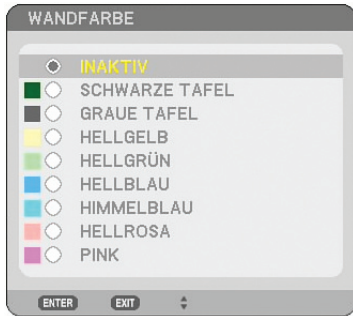 WANDFARBE
INAKTIV
SCHWARZE TAFEL
GRAUE TAFEL
HELLGELB
HELLGRÜN
HELLBLAU
HIMMELBLAU
HELLROSA
PINK
ENTER EXIT